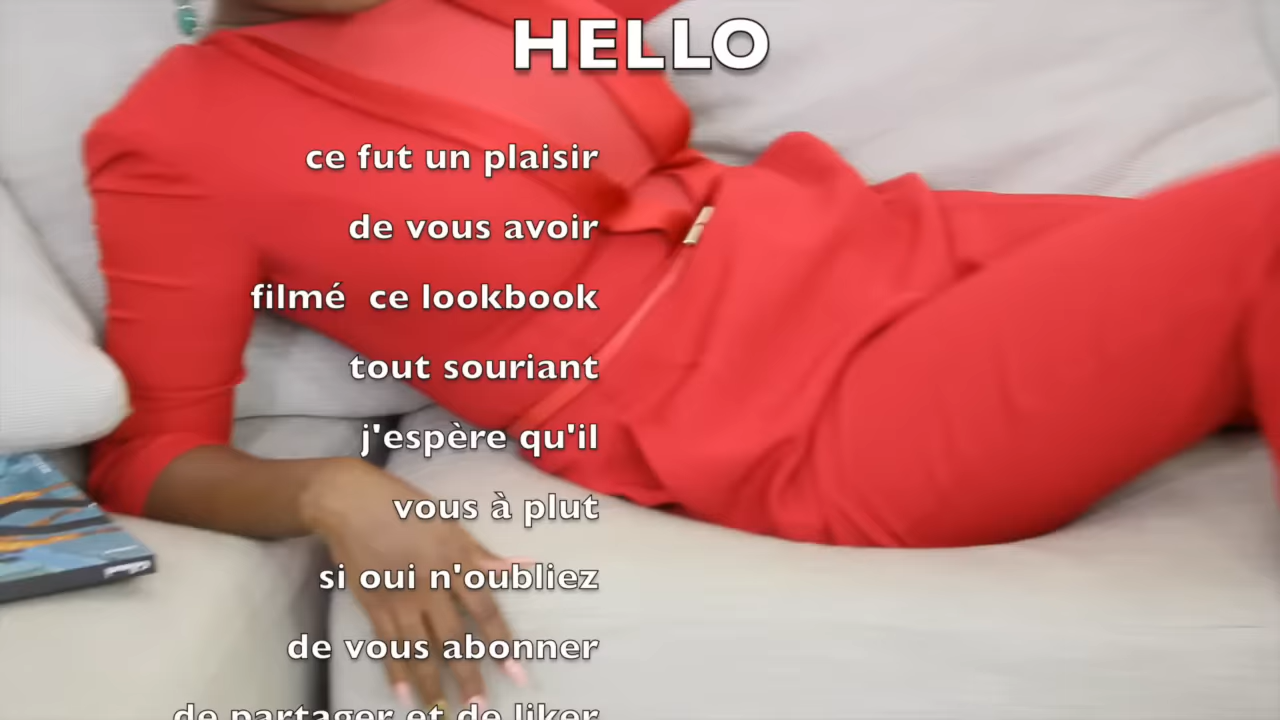 HELLO
ce fut un plaisir
de vous avoir
filmé  ce lookbook
tout souriant
j'espère qu'il
vous à plut
si oui n'oubliez
de vous abonner
de partager et de liker